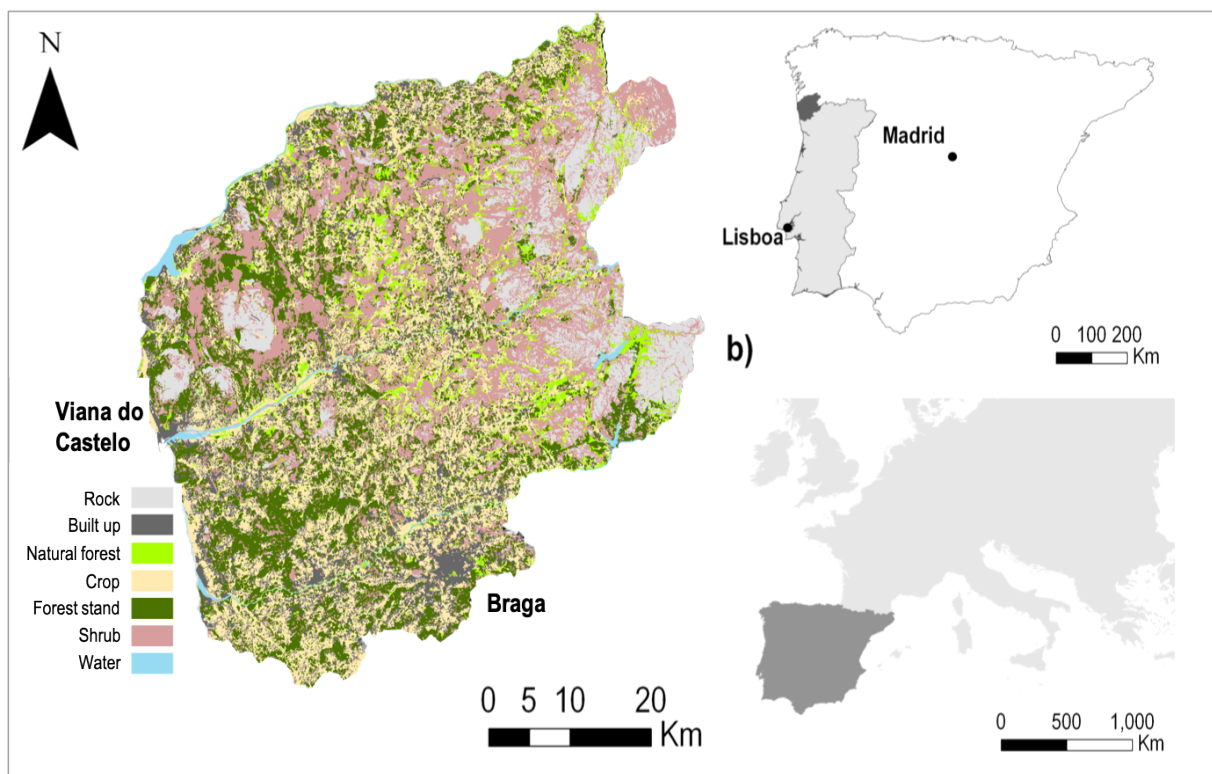 N
Viana do
Castelo
Rock
Built up
Natural forest
Crop
Forest stand
Shrub
Water
Braga
0 5 10 20
Km
Madrid
Lisboa
0 100 200
Km
b)
0 500 1,000
Km